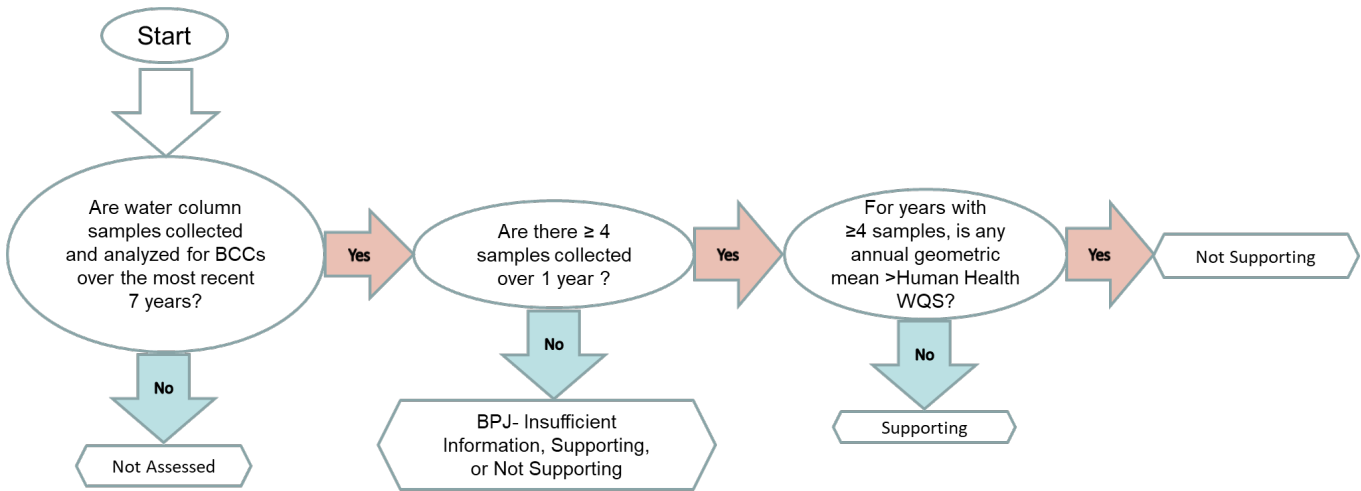 Start
Are water column
samples collected
and analyzed for BCCs
over the most recent
7 years?
Yes
No
Not Assessed
Are there ≥ 4
samples collected
over 1 year ?
Yes
No
BPJ- Insufficient
Information, Supporting,
or Not Supporting
For years with
≥4 samples, is any
annual geometric
mean >Human Health
WQS?
Yes
Not Supporting
No
Supporting